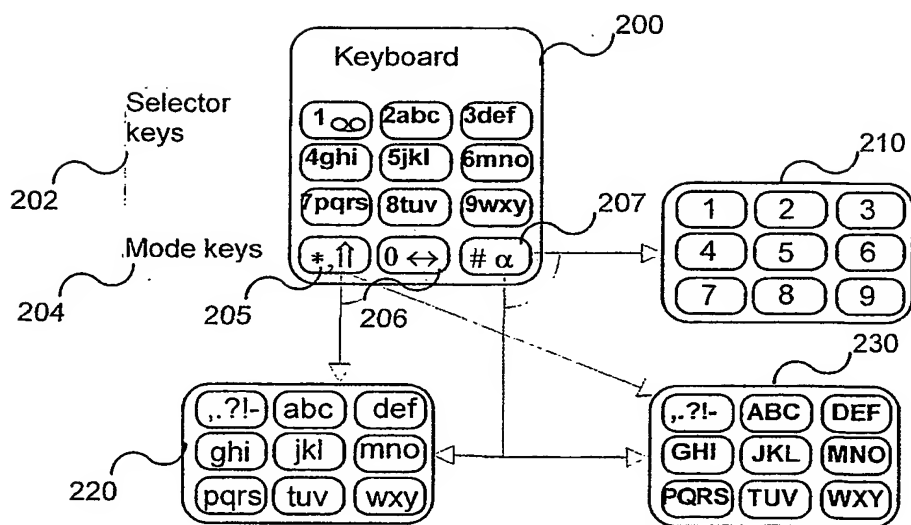 200
Keyboard
Selector
keys
1 ∞ 2abc 3def
4ghi 5jkl 6mno
202
7pqrs 8tuv 9wxy
207
210
1 2 3
4 5 6
7 8 9
Mode keys
*,⇑ 0 ↔ # α
204
205
206
230
,.?!- abc def
ghi jkl mno
pqrs tuv wxy
220
,.?!- ABC DEF
GHI JKL MNO
PQRS TUV WXY